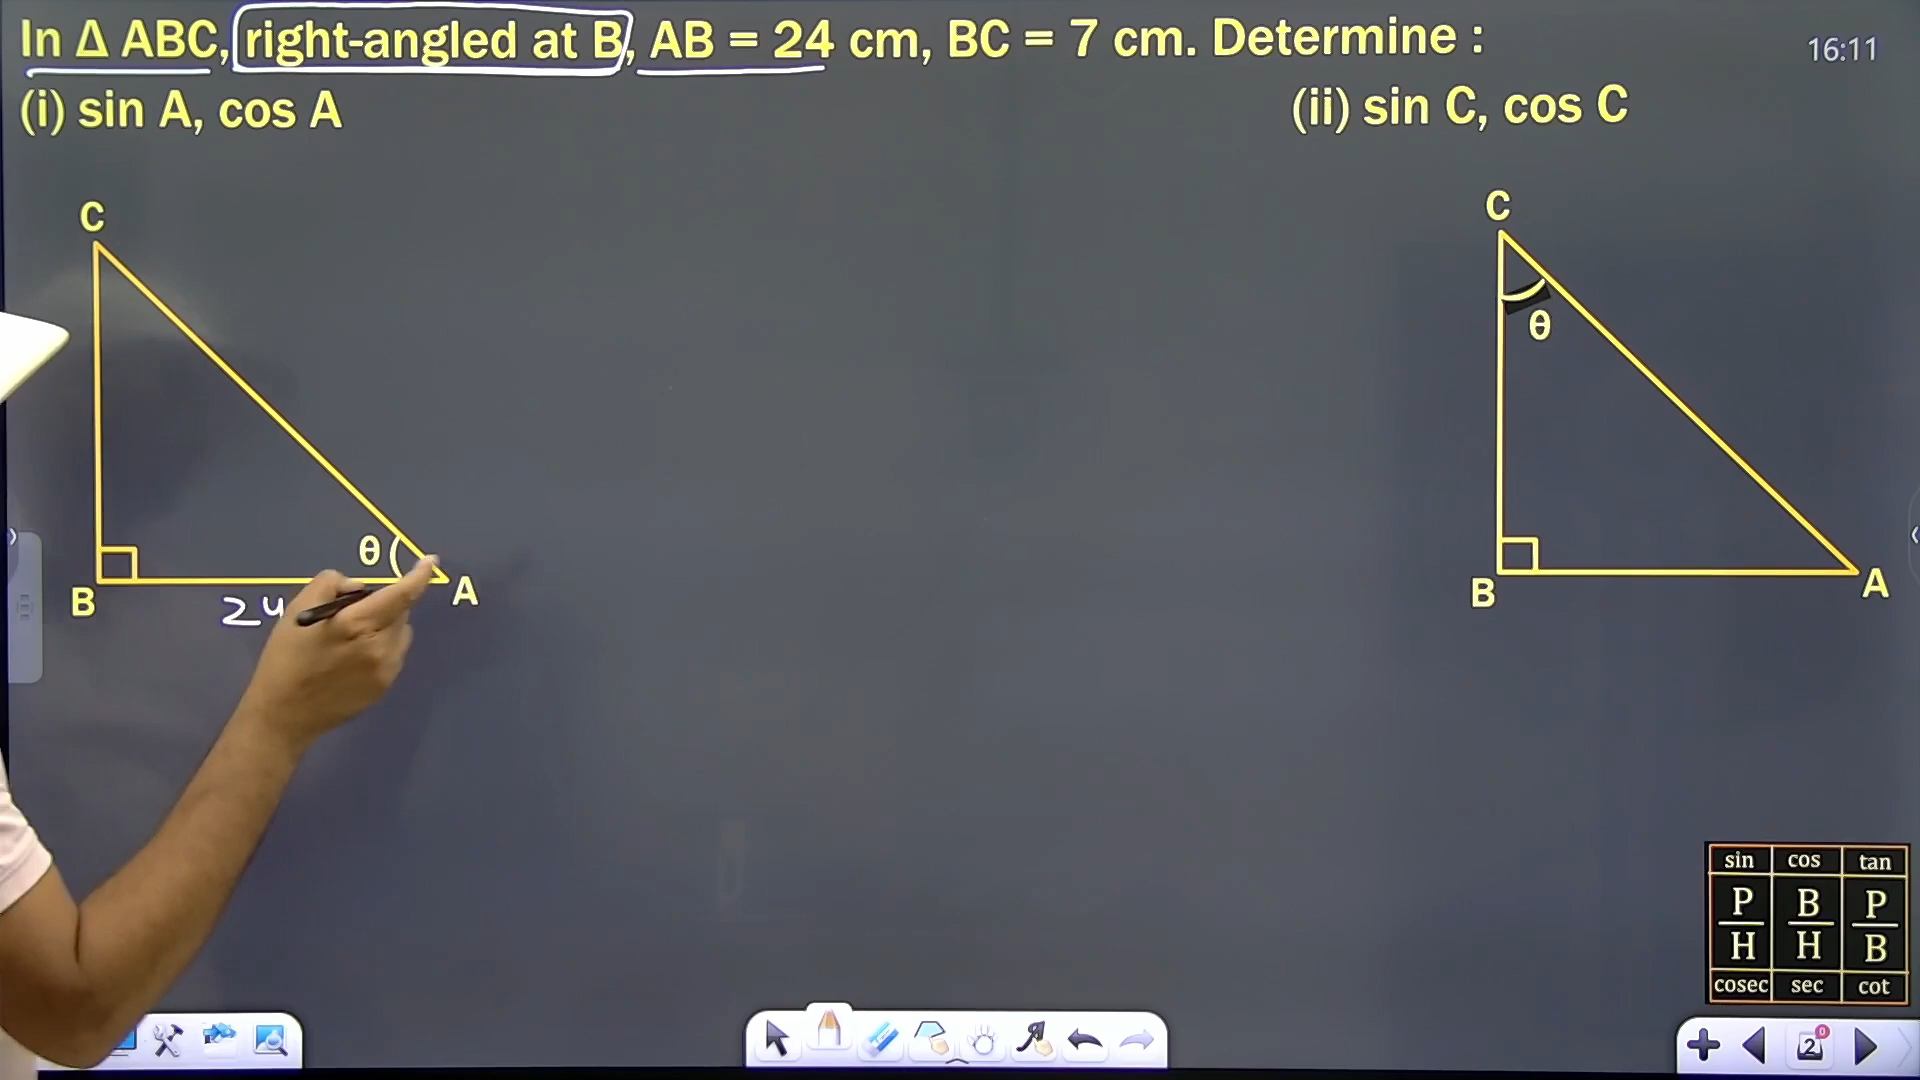 In Δ ABC, right-angled at B, AB = 24 cm, BC = 7 cm. Determine :
16:11
(i) sin A, cos A
(ii) sin C, cos C
C
θ
B
A
24
C
θ
B
A
sin cos tan
P/H B/H P/B
cosec sec cot
2
0